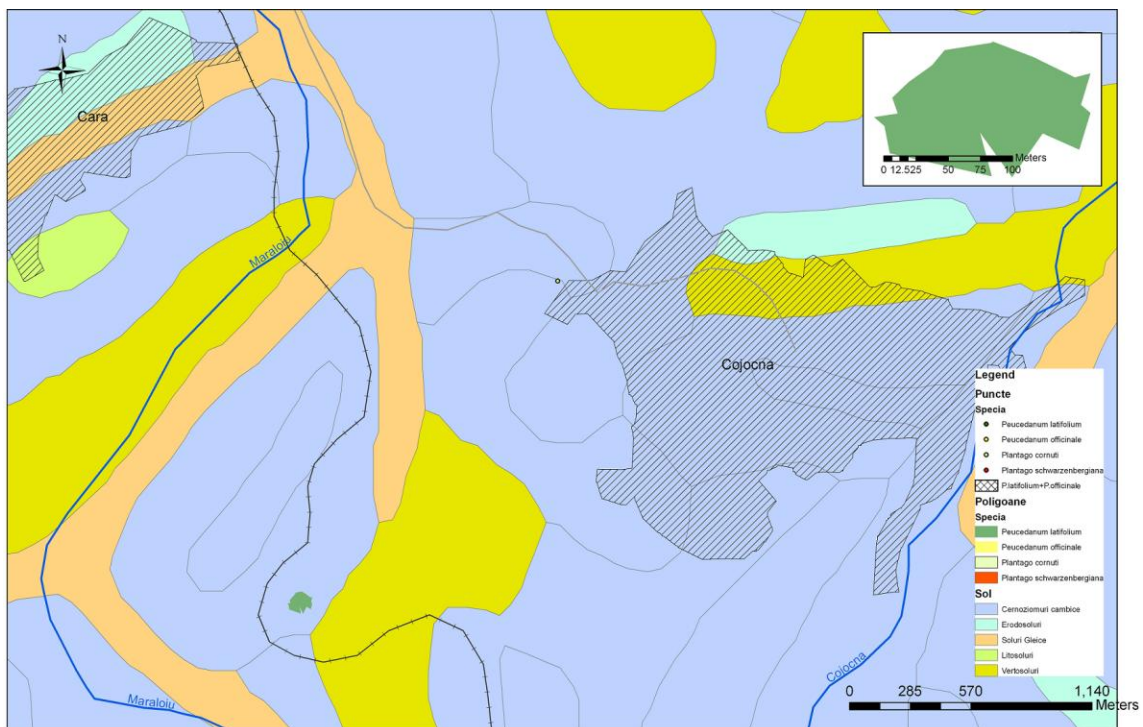 N
Cara
Maraloiu
Meters
0 12.525 50 75 100
Cojocna
Legend
Puncte
Specia
Peucedanum latifolium
Peucedanum officinale
Plantago cornuti
Plantago schwarzenbergiana
P.latifolium+P.officinale
Poligoane
Specia
Peucedanum latifolium
Peucedanum officinale
Plantago cornuti
Plantago schwarzenbergiana
Sol
Cernoziomuri cambice
Erodosoluri
Soluri Gleice
Litosoluri
Vertosoluri
Maraloiu
Cojocna
0 285 570 1,140
Meters